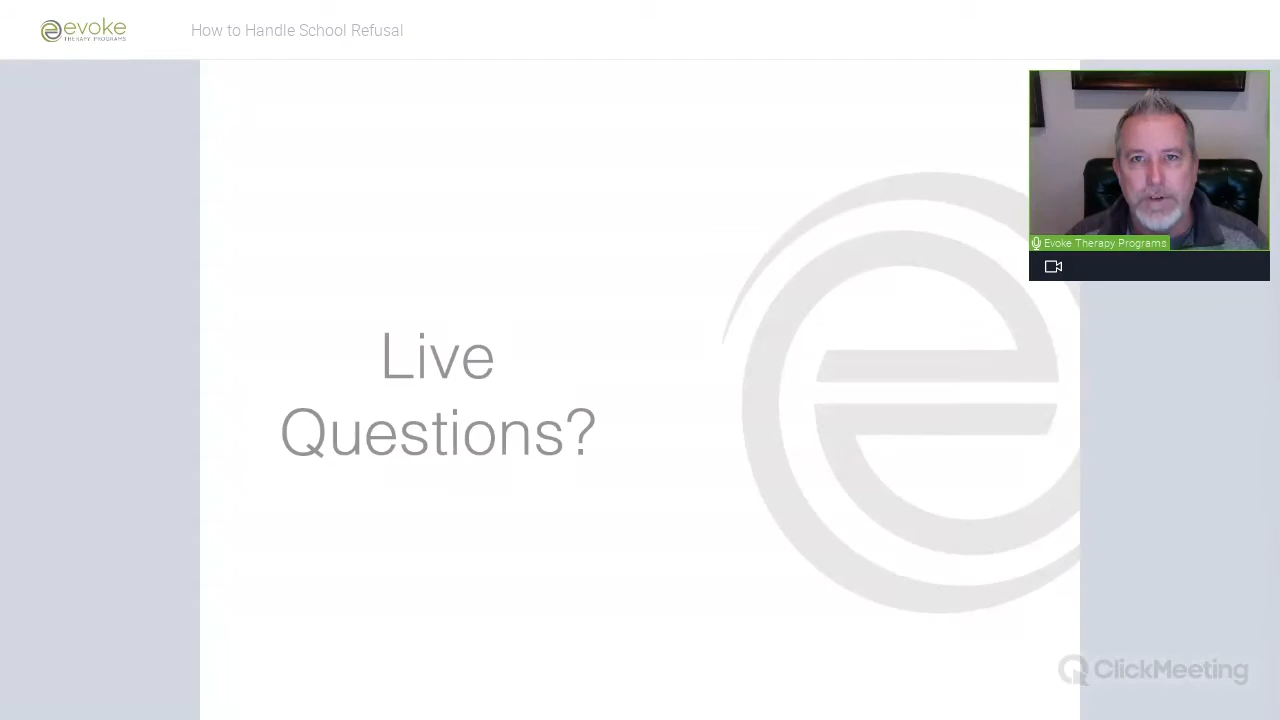 evoke
THERAPY PROGRAMS
How to Handle School Refusal
Evoke Therapy Programs
Live
Questions?
ClickMeeting